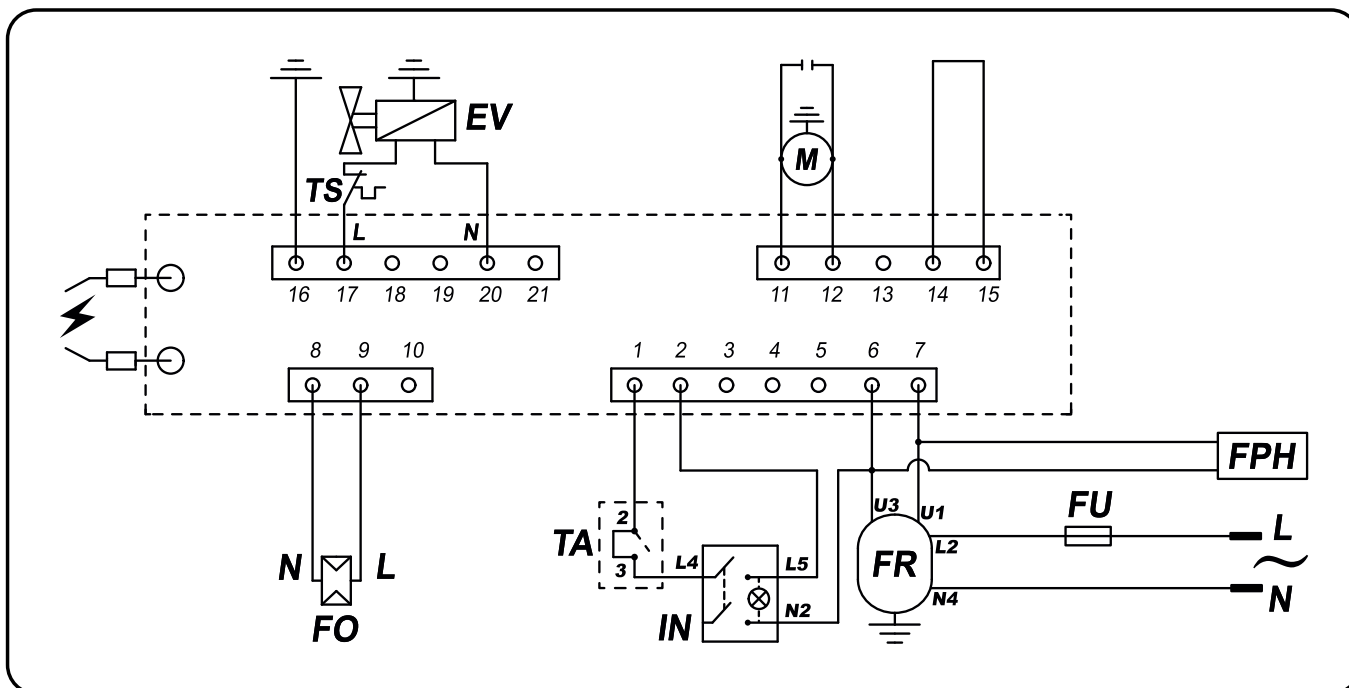 EV
M
TS
L N
16 17 18 19 20 21
11 12 13 14 15
8 9 10
1 2 3 4 5 6 7
FPH
U3 U1
FU
L
2
TA
L2
N L
FR
3
L4 L5
N4
N
N2
FO
IN